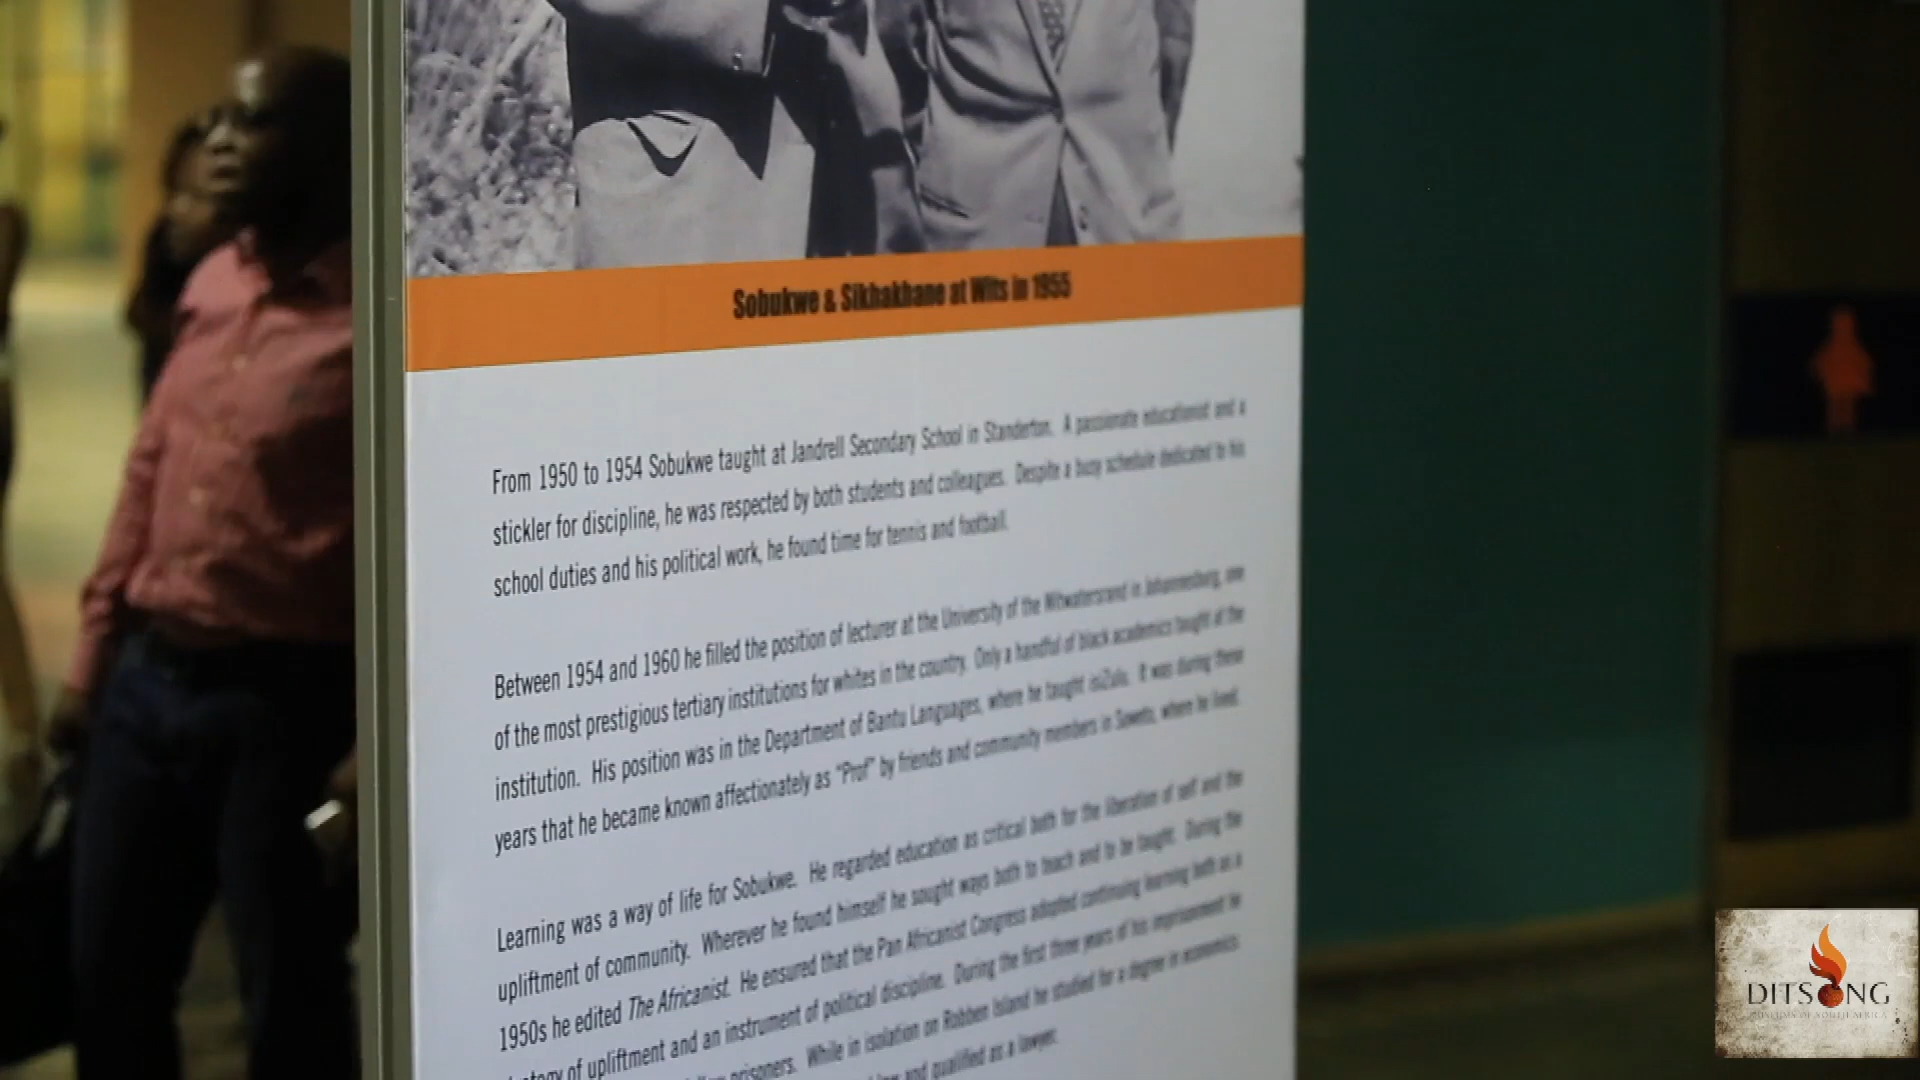 Sobukwe & Sikhakhane at Wits in 1955
From 1950 to 1954 Sobukwe taught at Jandrell Secondary School in Standerton. A passionate educationist and a
stickler for discipline, he was respected by both students and colleagues. Despite a busy schedule dedicated to his
school duties and his political work, he found time for tennis and football.
Between 1954 and 1960 he filled the position of lecturer at the University of the Witwatersrand in Johannesburg, one
of the most prestigious tertiary institutions for whites in the country. Only a handful of black academics taught at the
institution. His position was in the Department of Bantu Languages, where he taught isiZulu. It was during these
years that he became known affectionately as "Prof" by friends and community members in Soweto, where he lived.
Learning was a way of life for Sobukwe. He regarded education as critical both for the liberation of self and the
upliftment of community. Wherever he found himself he sought ways both to teach and to be taught. During the
1950s he edited The Africanist. He ensured that the Pan Africanist Congress adopted continuing learning both as a
of upliftment and an instrument of political discipline. During the first three years of his imprisonment he
prisoners. While in isolation on Robben Island he studied for a degree in economics
and qualified as a lawyer.
DITSONG
MUSEUMS OF SOUTH AFRICA